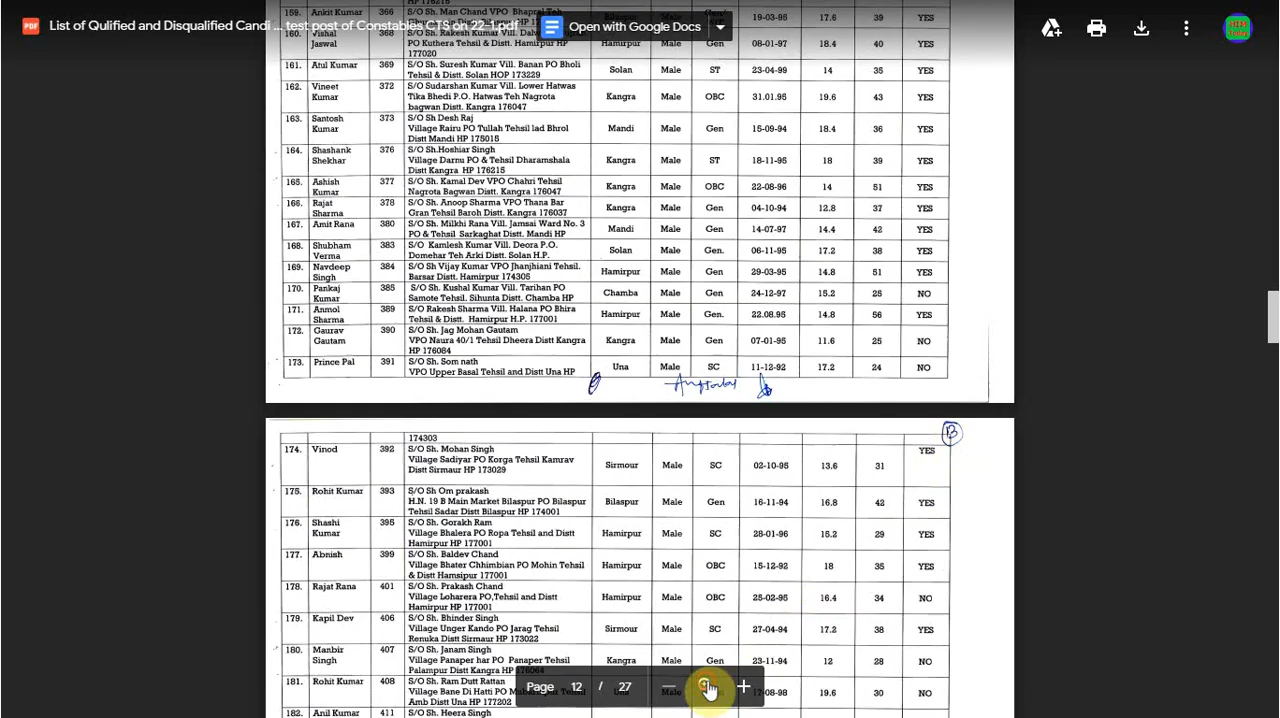 List of Qulified and Disqualified Candi ... test post of Constables CTS on 22-1-.pdf
Open with Google Docs
159. Ankit Kumar 366 S/O Sh. Man Chand VPO Bhapral Teh 19-03-95 17.6 39 YES
160. Vishal Jaswal 368 S/O Sh. Rakesh Kumar Vill.
PO Kuthera Tehsil & Distt. Hamirpur HP Hamirpur Male Gen 08-01-97 18.4 40 YES
177020
161. Atul Kumar 369 S/O Sh. Suresh Kumar Vill. Banan PO Bholi
Tehsil & Distt. Solan HOP 173229 Solan Male ST 23-04-99 14 35 YES
162. Vineet Kumar 372 S/O Sudarshan Kumar Vill. Lower Hatwas
Tika Bhedi P.O. Hatwas Teh Nagrota Kangra Male OBC 31.01.95 19.6 43 YES
bagwan Distt. Kangra 176047
163. Santosh Kumar 373 S/O Sh Desh Raj
Village Rairu PO Tullah Tehsil lad Bhrol Mandi Male Gen 15-09-94 18.4 36 YES
Distt Mandi HP 175015
164. Shashank Shekhar 376 S/O Sh.Hoshiar Singh
Village Darnu PO & Tehsil Dharamshala Kangra Male ST 18-11-95 18 39 YES
Distt Kangra HP 176215
165. Ashish Kumar 377 S/O Sh. Kamal Dev VPO Chahri Tehsil
Nagrota Bagwan Distt. Kangra 176047 Kangra Male OBC 22-08-96 14 51 YES
166. Rajat Sharma 378 S/O Sh. Anoop Sharma VPO Thana Bar
Gran Tehsil Baroh Distt. Kangra 176037 Kangra Male Gen 04-10-94 12.8 37 YES
167. Amit Rana 380 S/O Sh. Milkhi Rana Vill. Jamsai Ward No. 3
PO & Tehsil Sarkaghat Distt. Mandi HP Mandi Male Gen 14-07-97 14.4 42 YES
168. Shubham Verma 383 S/O Kamlesh Kumar Vill. Deora P.O.
Domehar Teh Arki Distt. Solan H.P. Solan Male Gen. 06-11-95 17.2 38 YES
169. Navdeep Singh 384 S/O Sh Vijay Kumar VPO Jhanjhiani Tehsil.
Barsar Distt. Hamirpur 174305 Hamirpur Male Gen 29-03-95 14.8 51 YES
170. Pankaj Kumar 385 S/O Sh. Kushal Kumar Vill. Tarihan PO
Samote Tehsil. Sihunta Distt. Chamba HP Chamba Male Gen 24-12-97 15.2 25 NO
171. Anmol Sharma 389 S/O Rakesh Sharma Vill. Halana PO Bhira
Tehsil & Distt. Hamirpur H.P. 177001 Hamirpur Male Gen. 22.08.95 14.8 56 YES
172. Gaurav Gautam 390 S/O Sh. Jag Mohan Gautam
VPO Naura 40/1 Tehsil Dheera Distt Kangra Kangra Male Gen 07-01-95 11.6 25 NO
HP 176084
173. Prince Pal 391 S/O Sh. Som nath
VPO Upper Basal Tehsil and Distt Una HP Una Male SC 11-12-92 17.2 24 NO
13
174303
174. Vinod 392 S/O Sh. Mohan Singh YES
Village Sadiyar PO Korga Tehsil Kamrav Sirmour Male SC 02-10-95 13.6 31
Distt Sirmaur HP 173029
175. Rohit Kumar 393 S/O Sh Om prakash
H.N. 19 B Main Market Bilaspur PO Bilaspur Bilaspur Male Gen 16-11-94 16.8 42 YES
Tehsil Sadar Distt Bilaspur HP 174001
176. Shashi Kumar 395 S/O Sh. Gorakh Ram
Village Bhalera PO Ropa Tehsil and Distt Hamirpur Male SC 28-01-96 15.2 29 YES
Hamirpur HP 177001
177. Abnish 399 S/O Sh. Baldev Chand
Village Bhater Chhimbian PO Mohin Tehsil Hamirpur Male OBC 15-12-92 18 35 YES
& Distt Hamsipur 177001
178. Rajat Rana 401 S/O Sh. Prakash Chand
Village Loharera PO,Tehsil and Distt Hamirpur Male OBC 25-02-95 16.4 34 NO
Hamirpur HP 177001
179. Kapil Dev 406 S/O Sh. Bhinder Singh
Village Unger Kando PO Jarag Tehsil Sirmour Male SC 27-04-94 17.2 38 YES
Renuka Distt Sirmaur HP 173022
180. Manbir Singh 407 S/O Sh. Janam Singh
Village Panaper har PO Panaper Tehsil Kangra Male Gen 23-11-94 12 28 NO
Palampur Distt Kangra HP 176064
181. Rohit Kumar 408 S/O Sh. Ram Dutt Rattan
Village Bane Di Hatti PO Tehsil 17-08-98 19.6 30 NO
Amb Distt Una HP 177202
182. Anil Kumar 411 S/O Sh. Heera Singh
Page 12 / 27